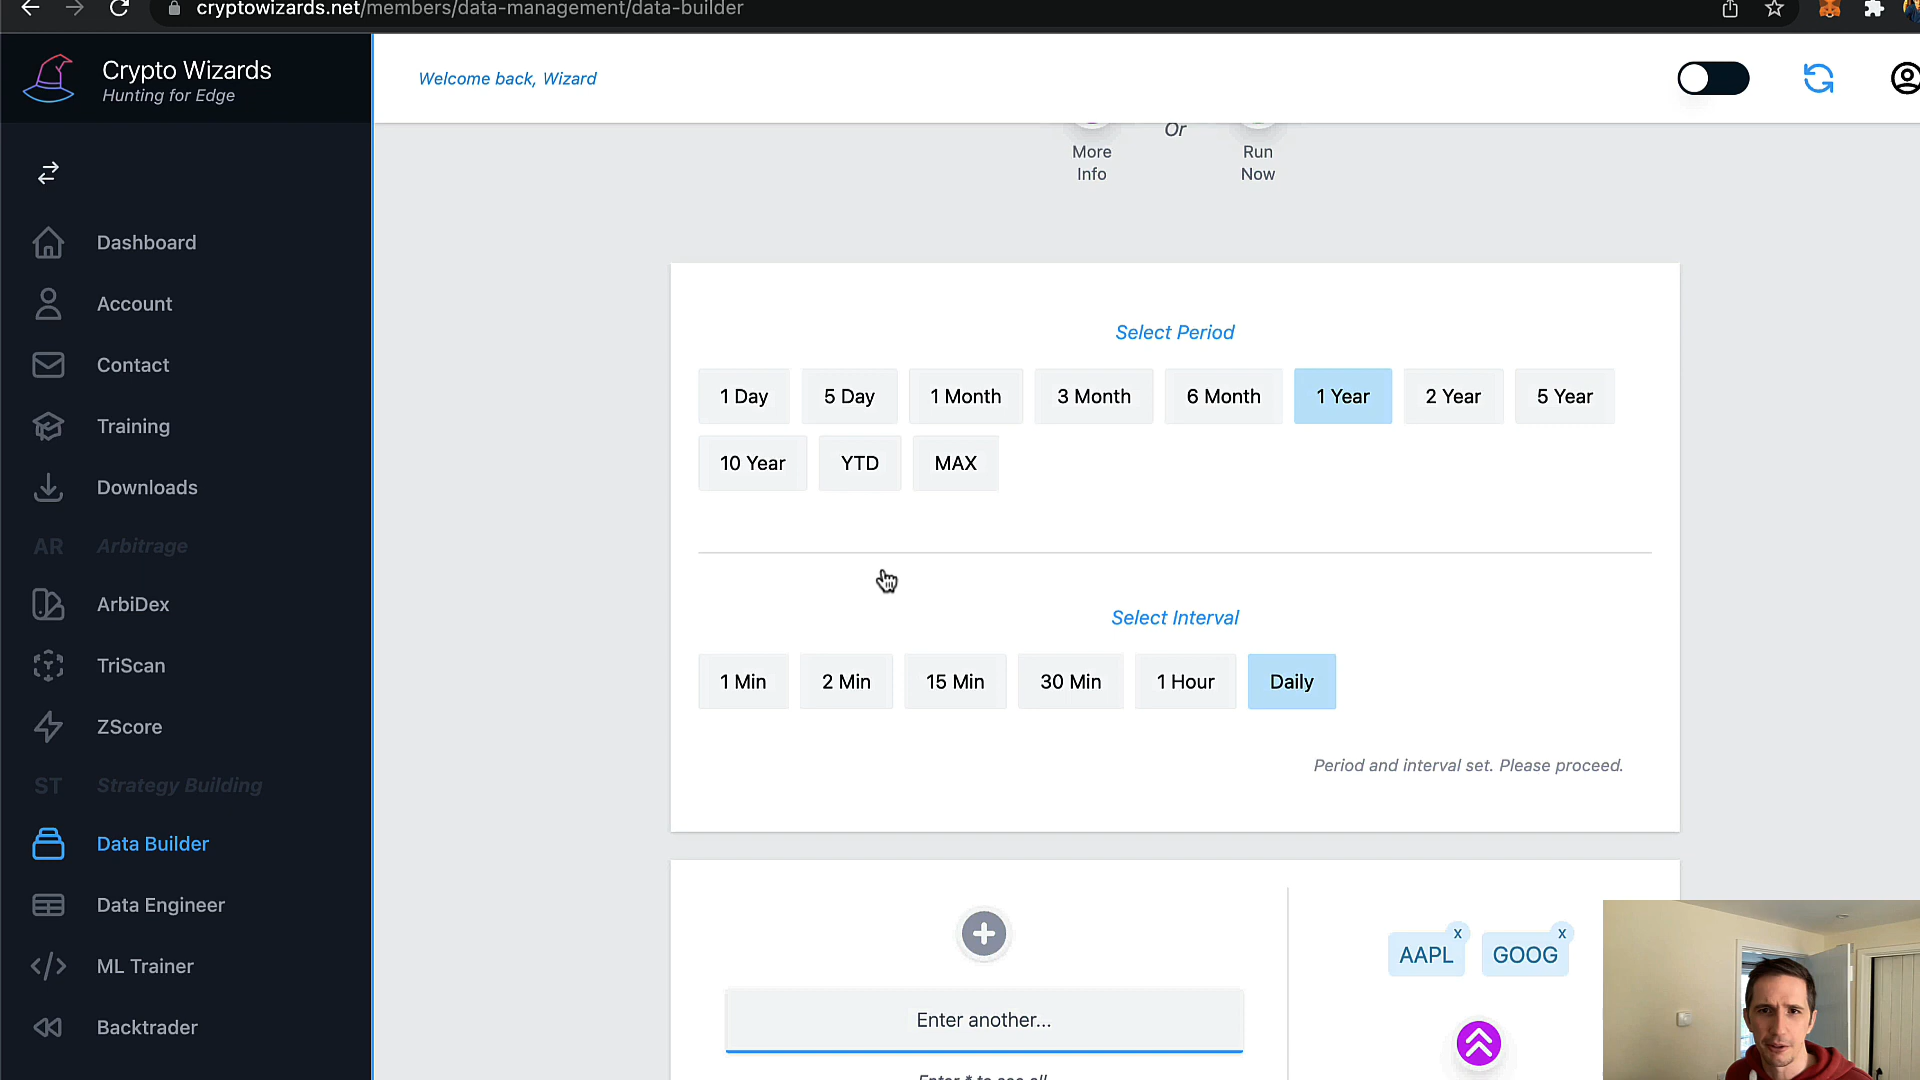 cryptowizards.net/members/data-management/data-builder
Crypto Wizards
Hunting for Edge
Welcome back, Wizard
Or
More
Info
Run
Now
Dashboard
Account
Contact
Training
Downloads
AR Arbitrage
ArbiDex
TriScan
ZScore
ST Strategy Building
Data Builder
Data Engineer
ML Trainer
Backtrader
Select Period
1 Day 5 Day 1 Month 3 Month 6 Month 1 Year 2 Year 5 Year
10 Year YTD MAX
Select Interval
1 Min 2 Min 15 Min 30 Min 1 Hour Daily
Period and interval set. Please proceed.
AAPL x GOOG x
Enter another...
Enter * to see all